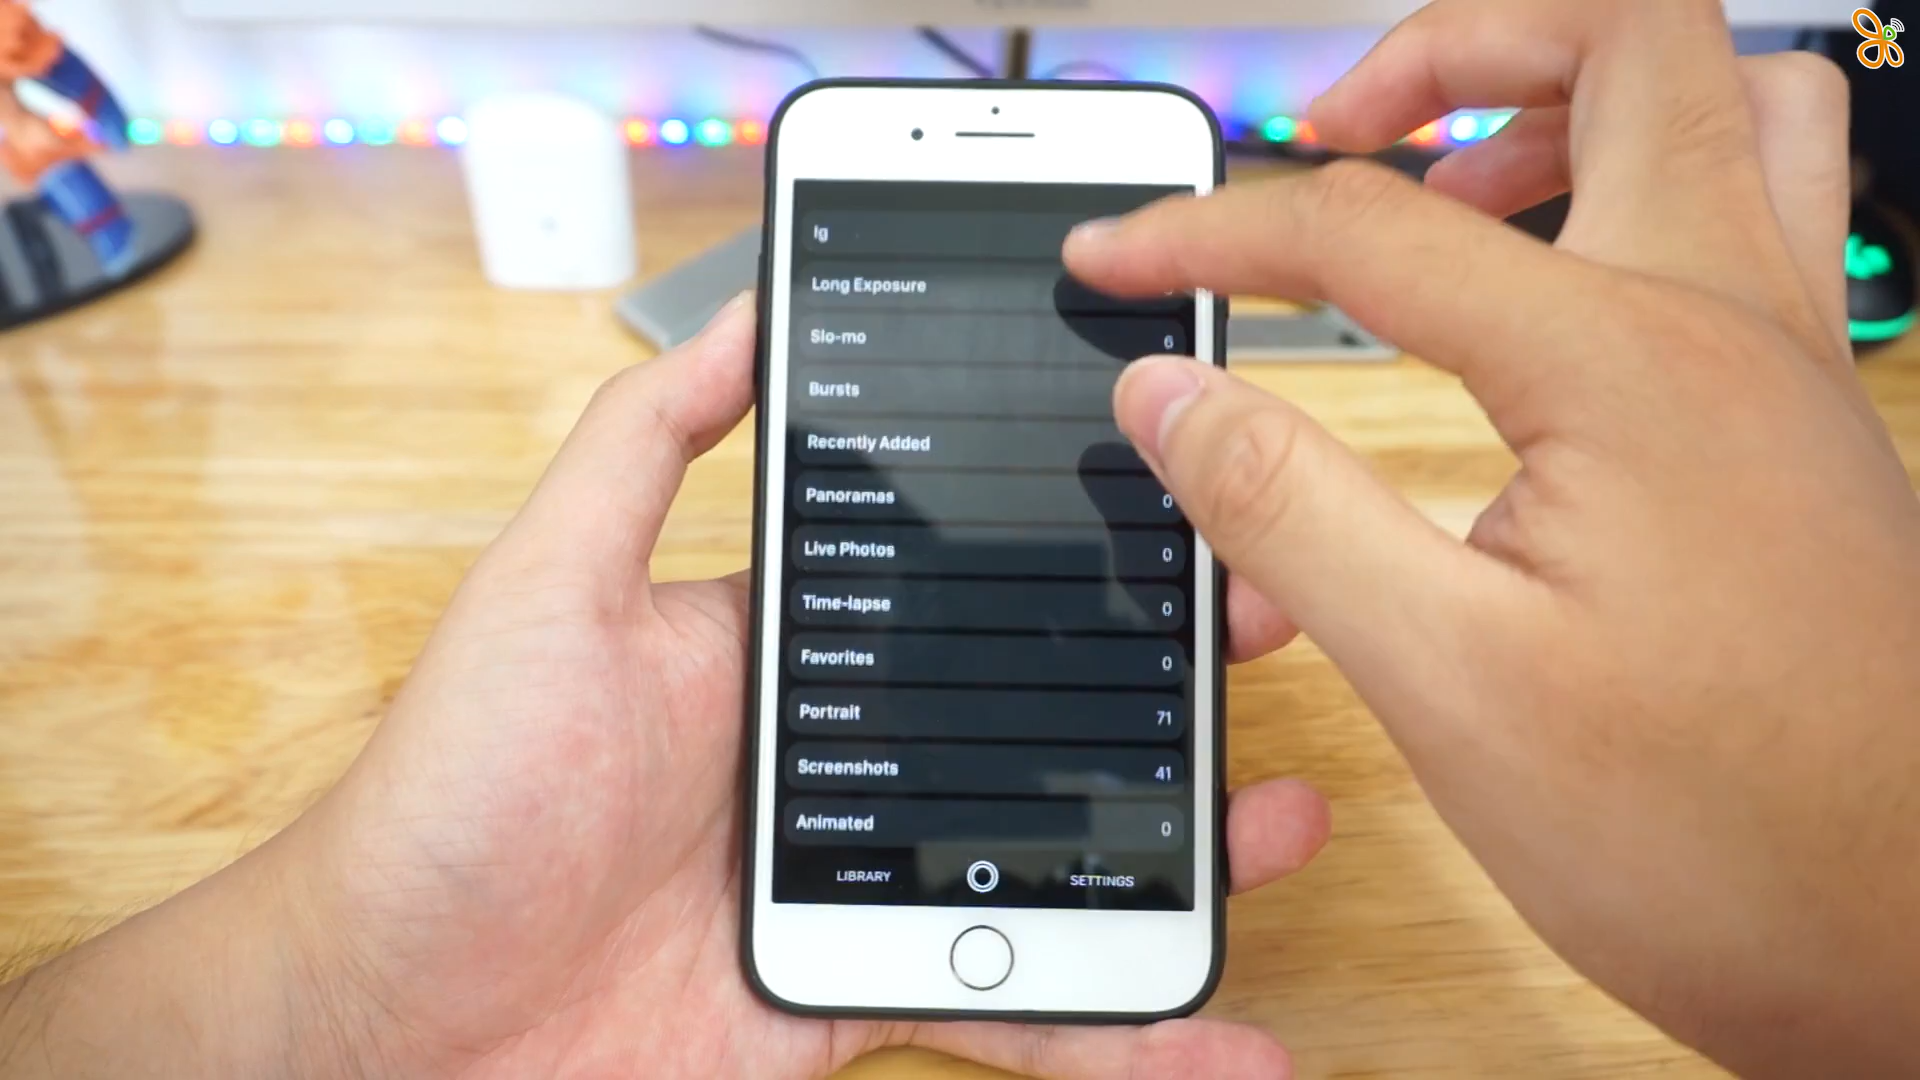 Ig
Long Exposure
Slo-mo 6
Bursts
Recently Added
Panoramas 0
Live Photos 0
Time-lapse 0
Favorites 0
Portrait 71
Screenshots 41
Animated 0
LIBRARY SETTINGS